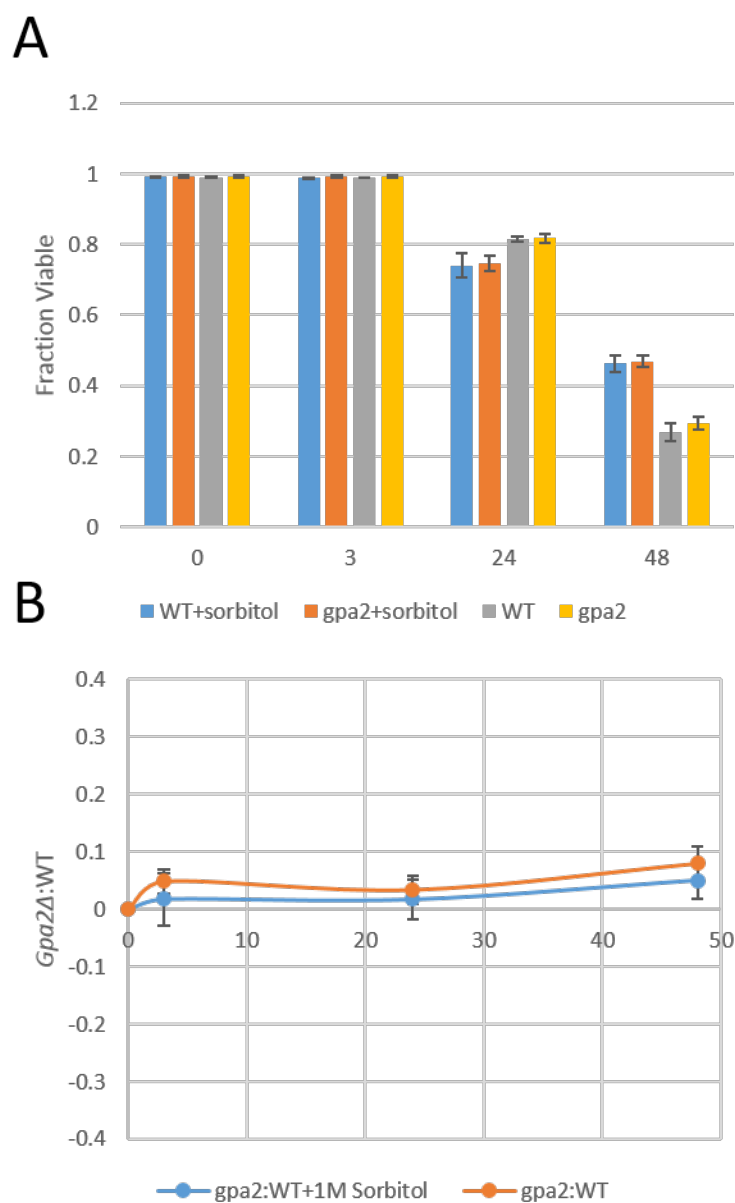 A
1.2
1
0.8
0.6
0.4
0.2
0
Fraction Viable
0 3 24 48
WT+sorbitol gpa2+sorbitol WT gpa2
B
0.4
0.3
0.2
0.1
0
-0.1
-0.2
-0.3
-0.4
Gpa2Δ:WT
0 10 20 30 40 50
gpa2:WT+1M Sorbitol gpa2:WT